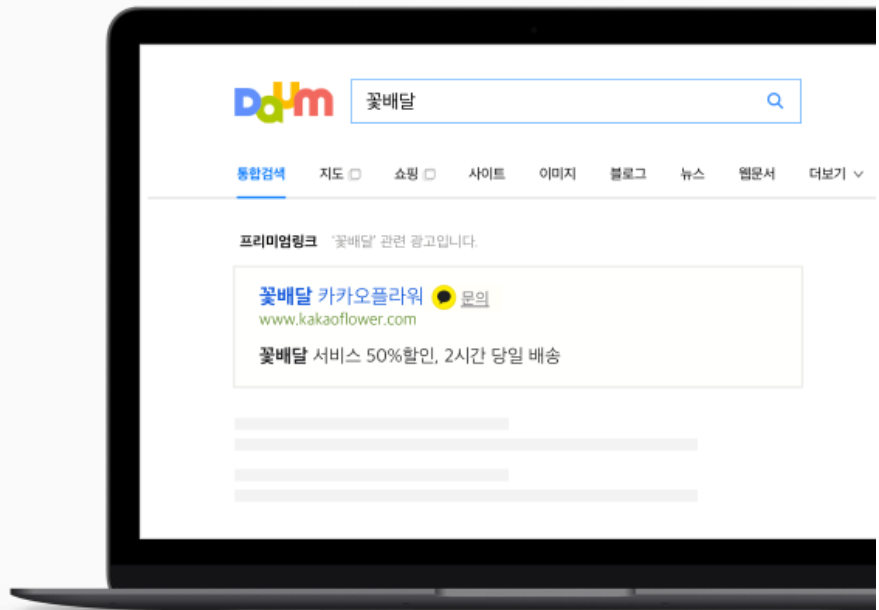 Daum 꽃배달
통합검색 지도 쇼핑 사이트 이미지 블로그 뉴스 웹문서 더보기
프리미엄링크 '꽃배달' 관련 광고입니다.
꽃배달 카카오플라워 문의
www.kakaoflower.com
꽃배달 서비스 50%할인, 2시간 당일 배송